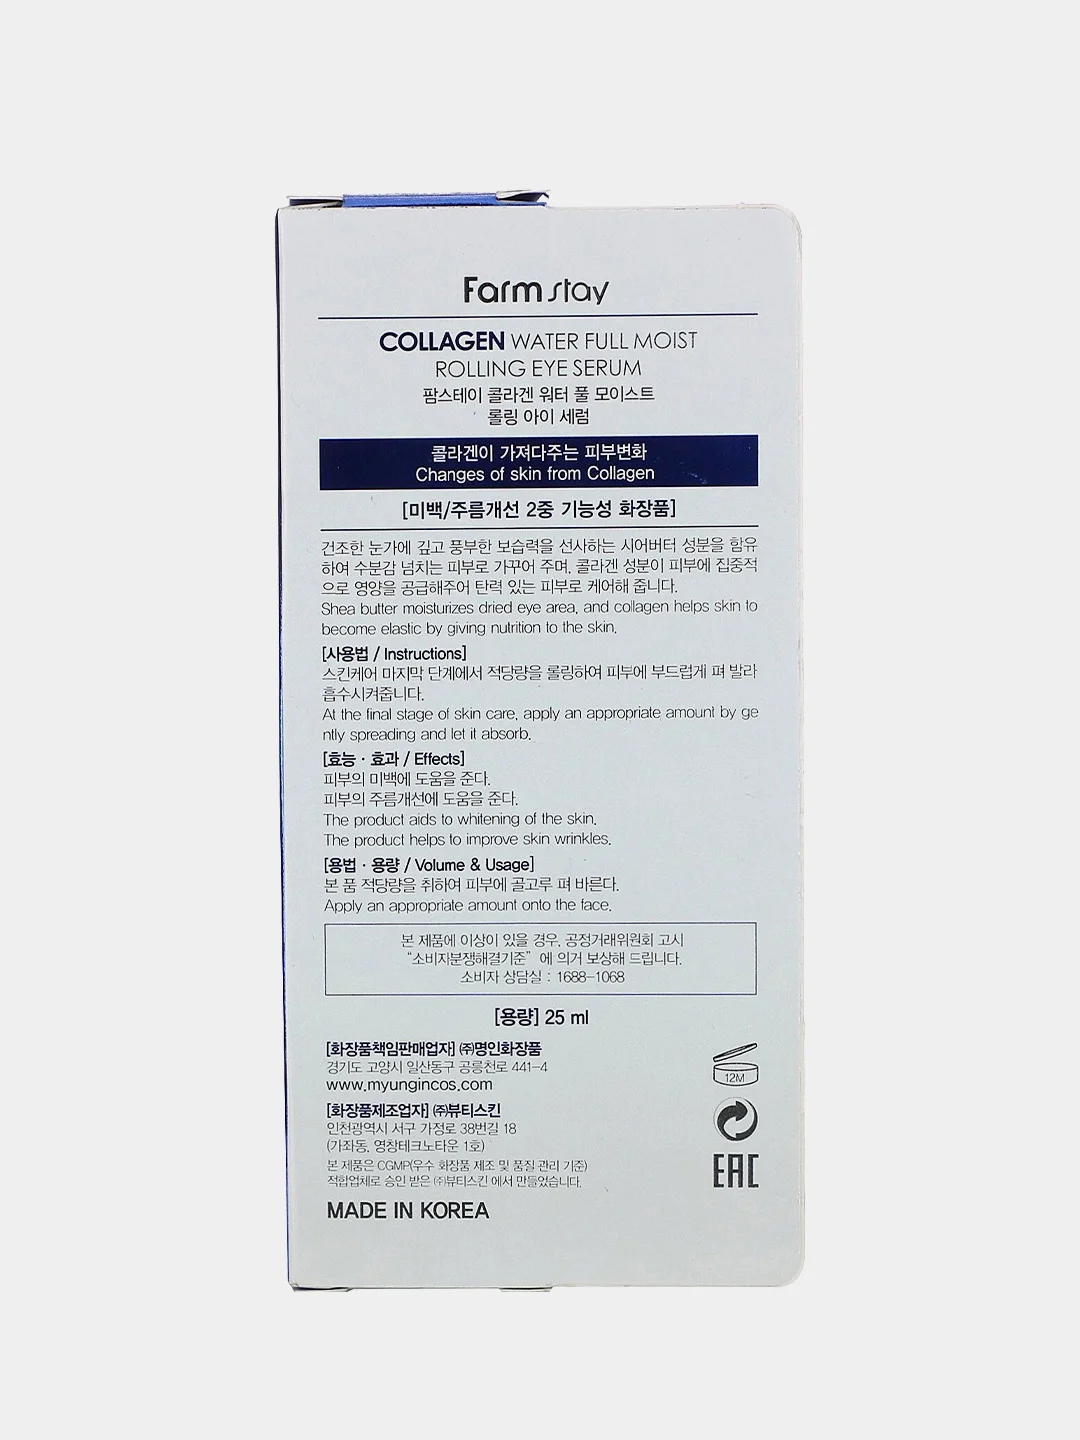 Farmstay
COLLAGEN WATER FULL MOIST
ROLLING EYE SERUM
팜스테이 콜라겐 워터 풀 모이스트
롤링 아이 세럼
콜라겐이 가져다주는 피부변화
Changes of skin from Collagen
[미백/주름개선 2중 기능성 화장품]
건조한 눈가에 깊고 풍부한 보습력을 선사하는 시어버터 성분을 함유
하여 수분감 넘치는 피부로 가꾸어 주며, 콜라겐 성분이 피부에 집중적
으로 영양을 공급해주어 탄력 있는 피부로 케어해 줍니다.
Shea butter moisturizes dried eye area, and collagen helps skin to
become elastic by giving nutrition to the skin.
[사용법 / Instructions]
스킨케어 마지막 단계에서 적당량을 롤링하여 피부에 부드럽게 펴 발라
흡수시켜줍니다.
At the final stage of skin care, apply an appropriate amount by ge
ntly spreading and let it absorb.
[효능 · 효과 / Effects]
피부의 미백에 도움을 준다.
피부의 주름개선에 도움을 준다.
The product aids to whitening of the skin.
The product helps to improve skin wrinkles.
[용법 · 용량 / Volume & Usage]
본 품 적당량을 취하여 피부에 골고루 펴 바른다.
Apply an appropriate amount onto the face.
본 제품에 이상이 있을 경우, 공정거래위원회 고시
“소비자분쟁해결기준” 에 의거 보상해 드립니다.
소비자 상담실 : 1688-1068
[용량] 25 ml
[화장품책임판매업자] ㈜명인화장품
경기도 고양시 일산동구 공릉천로 441-4
www.myungincos.com
12M
[화장품제조업자] ㈜뷰티스킨
인천광역시 서구 가정로 38번길 18
(가좌동, 영창테크노타운 1호)
본 제품은 CGMP(우수 화장품 제조 및 품질 관리 기준)
적합업체로 승인 받은 ㈜뷰티스킨 에서 만들었습니다.
EAC
MADE IN KOREA